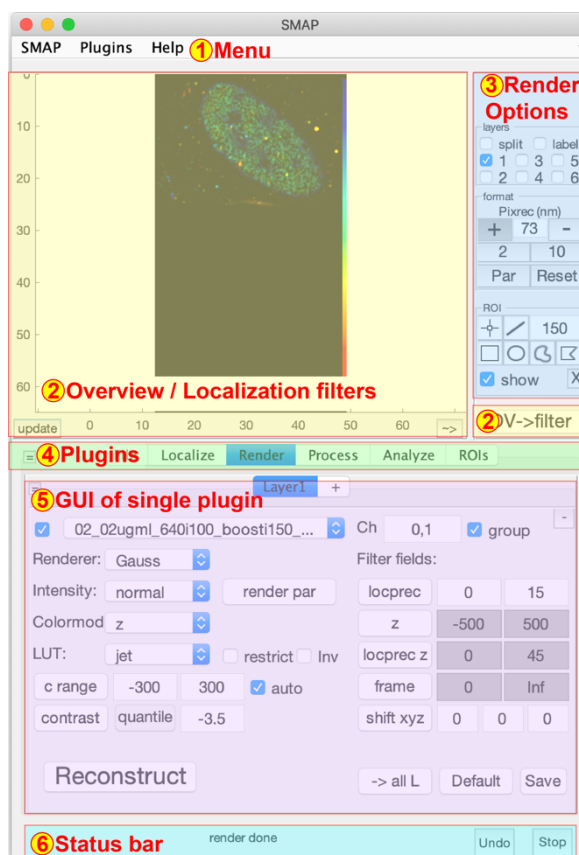 SMAP
SMAP Plugins Help ①Menu
③Render
Options
layers
split label
1 3 5
2 4 6
format
Pixrec (nm)
+ 73 -
2 10
Par Reset
ROI
150
show X
0
10
20
30
40
50
60
②Overview / Localization filters
update 0 10 20 30 40 50 60 ~>
②OV->filter
④Plugins Localize Render Process Analyze ROIs
Layer1 +
⑤GUI of single plugin
-
02_02ugml_640i100_boosti150_... Ch 0,1 group
Renderer: Gauss Filter fields:
Intensity: normal render par locprec 0 15
Colormod z z -500 500
LUT: jet restrict Inv locprec z 0 45
c range -300 300 auto frame 0 Inf
contrast quantile -3.5 shift xyz 0 0 0
Reconstruct -> all L Default Save
⑥Status bar render done Undo Stop